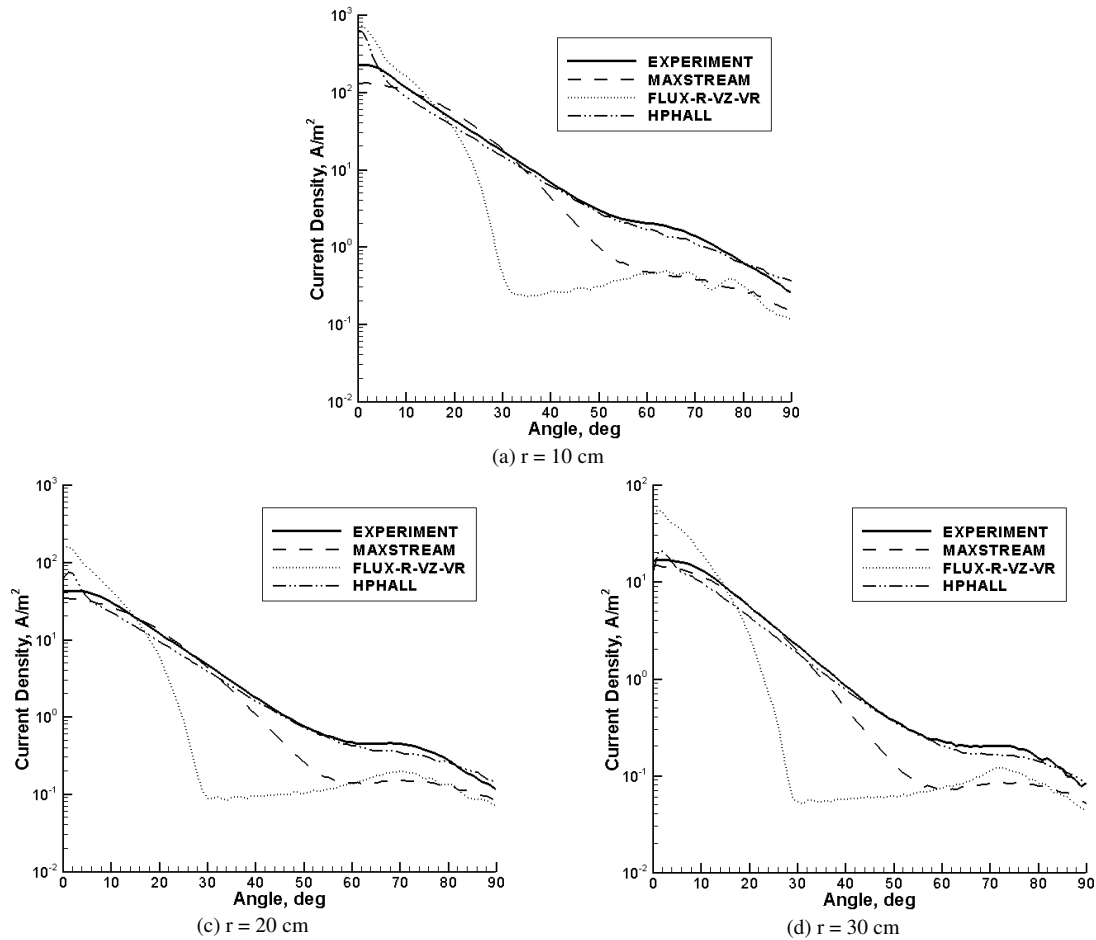 10³
10²
10¹
10⁰
10⁻¹
10⁻²
Current Density, A/m²
EXPERIMENT
MAXSTREAM
FLUX-R-VZ-VR
HPHALL
0 10 20 30 40 50 60 70 80 90
Angle, deg
(a) r = 10 cm
10³
10²
10¹
10⁰
10⁻¹
10⁻²
Current Density, A/m²
EXPERIMENT
MAXSTREAM
FLUX-R-VZ-VR
HPHALL
0 10 20 30 40 50 60 70 80 90
Angle, deg
(c) r = 20 cm
10²
10¹
10⁰
10⁻¹
10⁻²
Current Density, A/m²
EXPERIMENT
MAXSTREAM
FLUX-R-VZ-VR
HPHALL
0 10 20 30 40 50 60 70 80 90
Angle, deg
(d) r = 30 cm